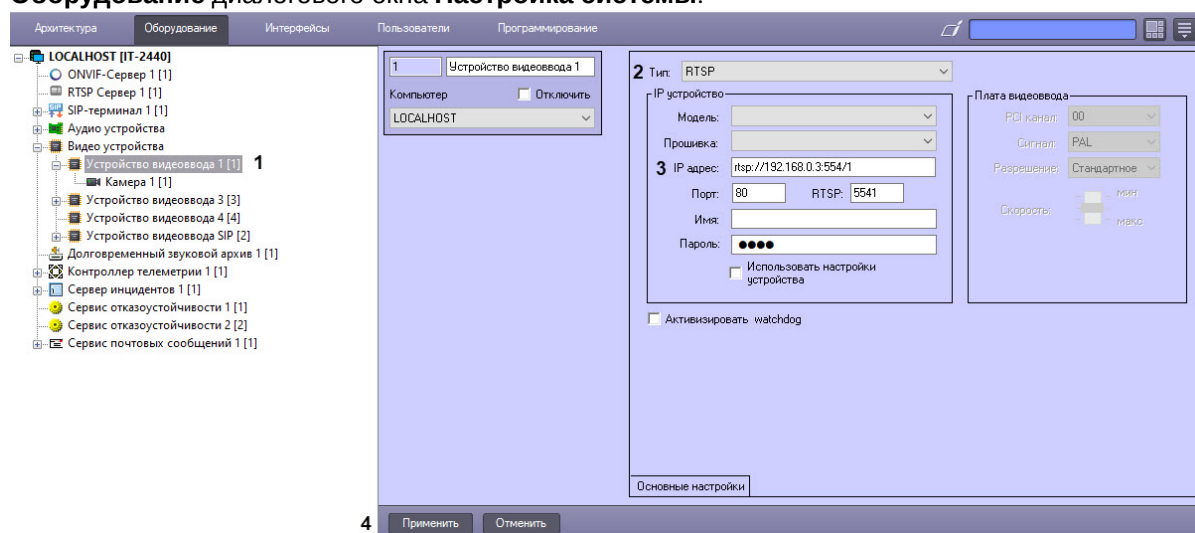 Оборудование диалогового окна Настройка системы.
Архитектура Оборудование Интерфейсы Пользователи Программирование
LOCALHOST [IT-2440]
ONVIF-Сервер 1 [1]
RTSP Сервер 1 [1]
SIP-терминал 1 [1]
Аудио устройства
Видео устройства
Устройство видеоввода 1 [1] 1
Камера 1 [1]
Устройство видеоввода 3 [3]
Устройство видеоввода 4 [4]
Устройство видеоввода SIP [2]
Долговременный звуковой архив 1 [1]
Контроллер телеметрии 1 [1]
Сервер инцидентов 1 [1]
Сервис отказоустойчивости 1 [1]
Сервис отказоустойчивости 2 [2]
Сервис почтовых сообщений 1 [1]
1 Устройство видеоввода 1
Компьютер Отключить
LOCALHOST
2 Тип: RTSP
IP устройство
Модель:
Прошивка:
3 IP адрес: rtsp://192.168.0.3:554/1
Порт: 80 RTSP: 5541
Имя:
Пароль: ●●●●
Использовать настройки
устройства
Активизировать watchdog
Плата видеоввода
PCI канал: 00
Сигнал: PAL
Разрешение: Стандартное
мин.
Скорость:
макс.
Основные настройки
4 Применить Отменить